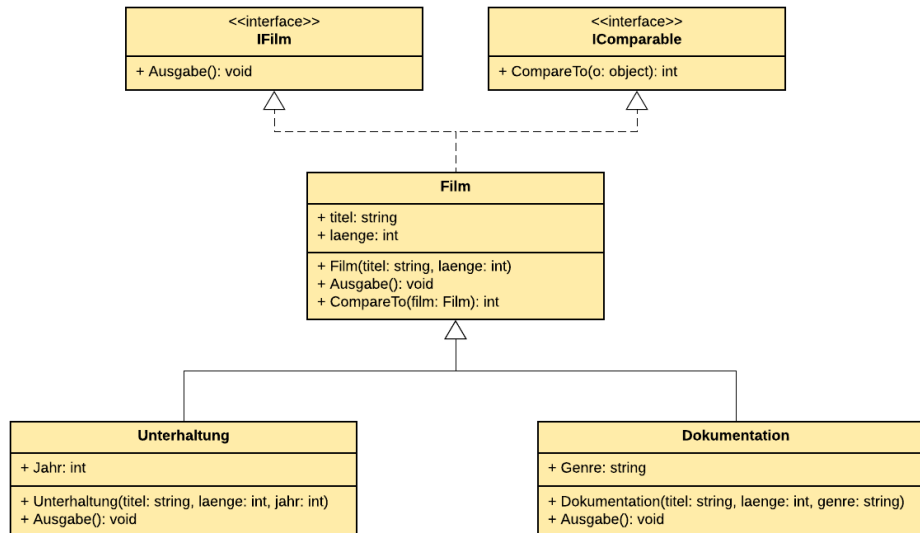 <<interface>>
IFilm
+ Ausgabe(): void
<<interface>>
IComparable
+ CompareTo(o: object): int
Film
+ titel: string
+ laenge: int
+ Film(titel: string, laenge: int)
+ Ausgabe(): void
+ CompareTo(film: Film): int
Unterhaltung
+ Jahr: int
+ Unterhaltung(titel: string, laenge: int, jahr: int)
+ Ausgabe(): void
Dokumentation
+ Genre: string
+ Dokumentation(titel: string, laenge: int, genre: string)
+ Ausgabe(): void